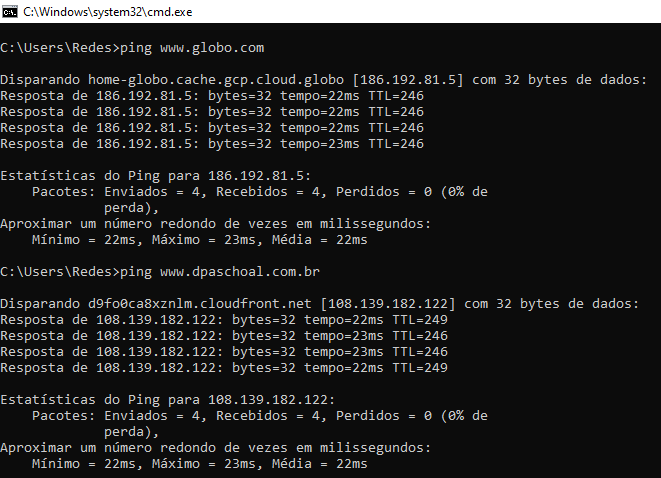 C:\Windows\system32\cmd.exe
C:\Users\Redes>ping www.globo.com
Disparando home-globo.cache.gcp.cloud.globo [186.192.81.5] com 32 bytes de dados:
Resposta de 186.192.81.5: bytes=32 tempo=22ms TTL=246
Resposta de 186.192.81.5: bytes=32 tempo=22ms TTL=246
Resposta de 186.192.81.5: bytes=32 tempo=22ms TTL=246
Resposta de 186.192.81.5: bytes=32 tempo=23ms TTL=246
Estatísticas do Ping para 186.192.81.5:
Pacotes: Enviados = 4, Recebidos = 4, Perdidos = 0 (0% de
perda),
Aproximar um número redondo de vezes em milissegundos:
Mínimo = 22ms, Máximo = 23ms, Média = 22ms
C:\Users\Redes>ping www.dpaschoal.com.br
Disparando d9fo0ca8xznlm.cloudfront.net [108.139.182.122] com 32 bytes de dados:
Resposta de 108.139.182.122: bytes=32 tempo=22ms TTL=249
Resposta de 108.139.182.122: bytes=32 tempo=23ms TTL=246
Resposta de 108.139.182.122: bytes=32 tempo=23ms TTL=246
Resposta de 108.139.182.122: bytes=32 tempo=22ms TTL=249
Estatísticas do Ping para 108.139.182.122:
Pacotes: Enviados = 4, Recebidos = 4, Perdidos = 0 (0% de
perda),
Aproximar um número redondo de vezes em milissegundos:
Mínimo = 22ms, Máximo = 23ms, Média = 22ms